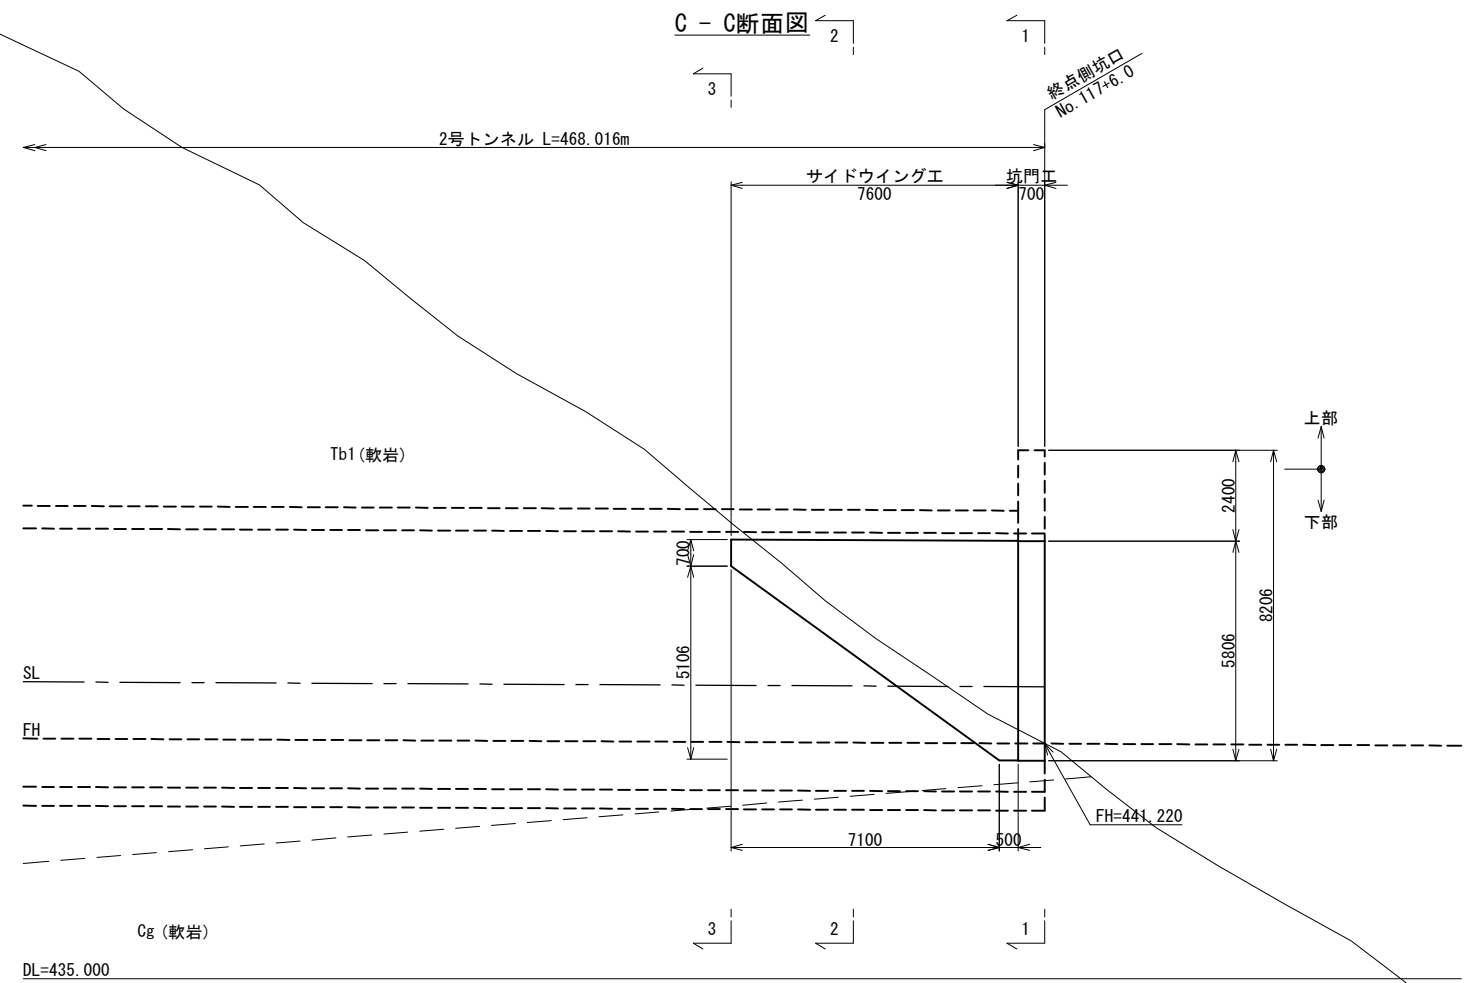 C - C断面図
2
1
3
終点側坑口
No.117+6.0
2号トンネル L=468.016m
サイドウイング工
7600
坑門工
700
上部
下部
Tb1(軟岩)
2400
700
8206
5806
5106
SL
FH
FH=441.220
7100
500
3
2
1
Cg (軟岩)
DL=435.000